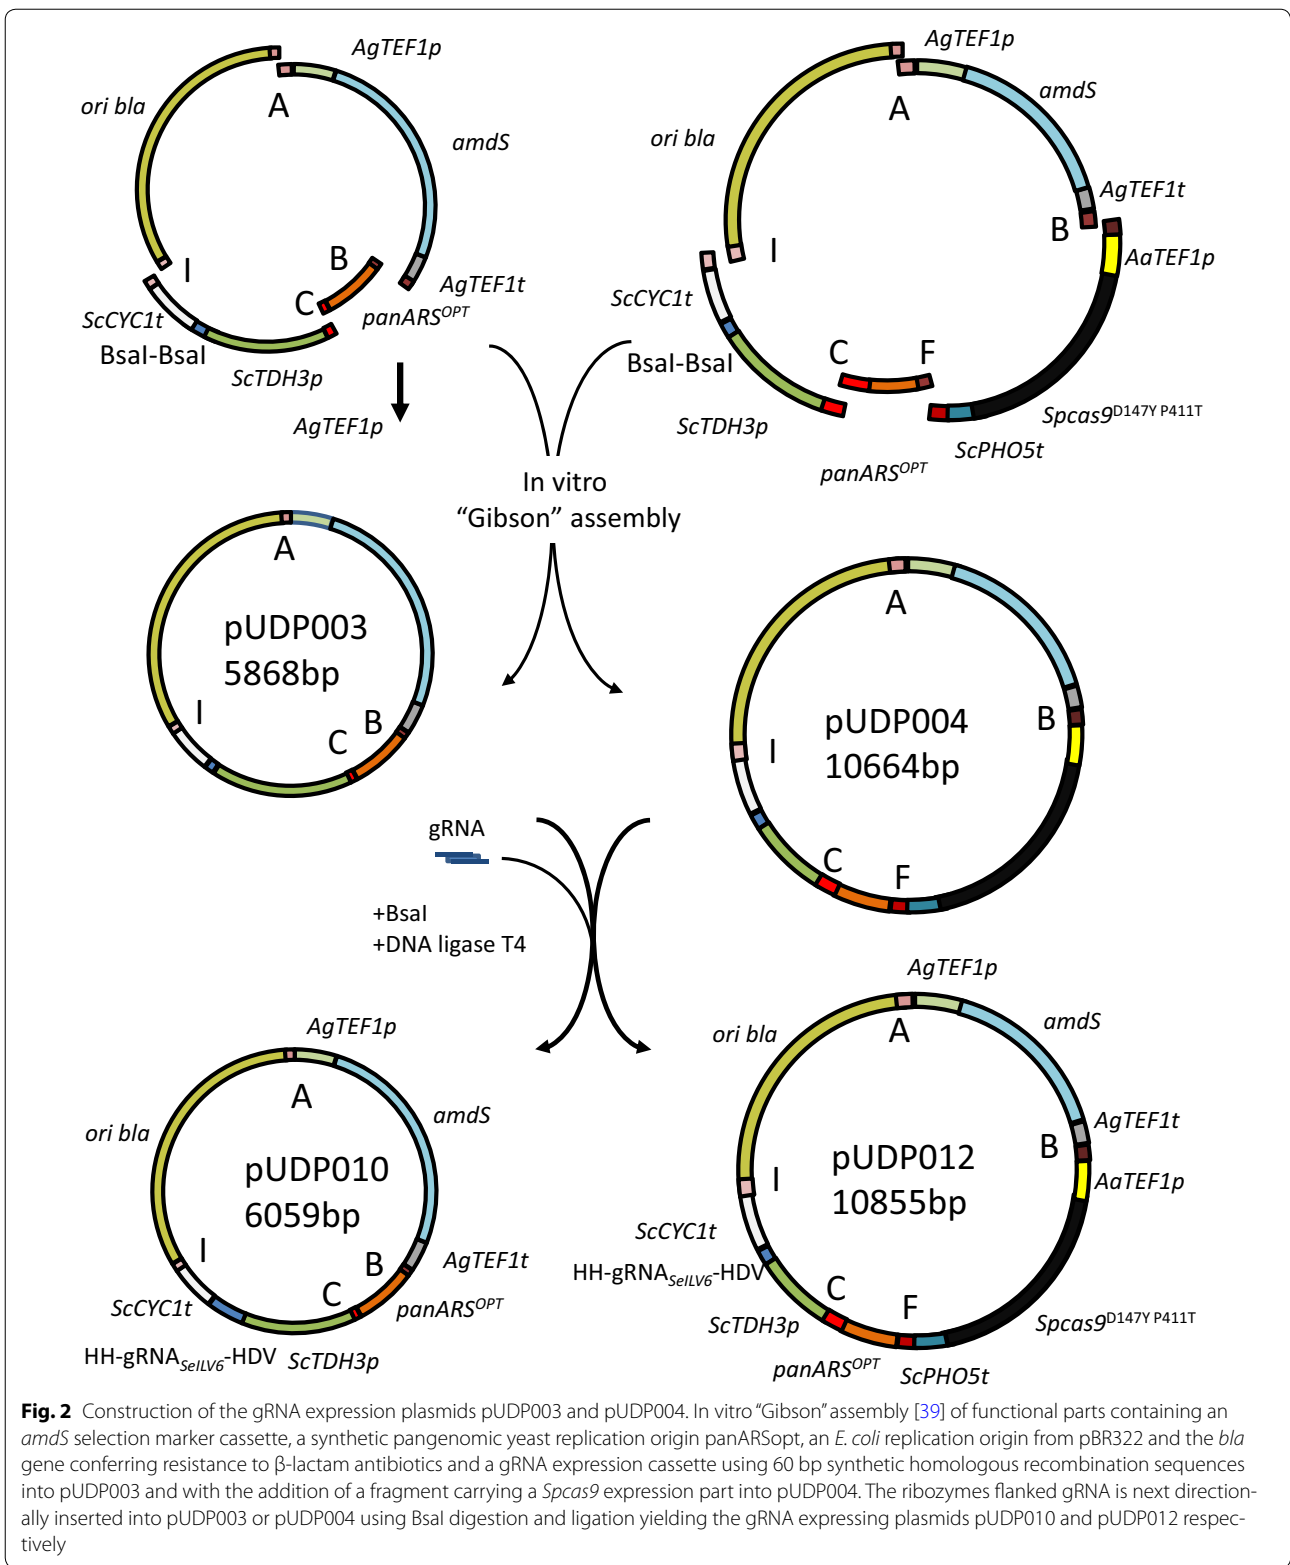 AgTEF1p
ori bla
A
amdS
I
B
C
AgTEF1t
panARS^OPT
ScCYC1t
BsaI-BsaI
ScTDH3p
AgTEF1p
AgTEF1p
amdS
ori bla
A
AgTEF1t
B
I
AaTEF1p
ScCYC1t
BsaI-BsaI
C
F
ScTDH3p
Spcas9^D147Y P411T
ScPHO5t
panARS^OPT
In vitro
“Gibson” assembly
A
pUDP003
5868bp
I
B
C
A
pUDP004
10664bp
B
I
C
F
gRNA
+BsaI
+DNA ligase T4
AgTEF1p
A
ori bla
amdS
pUDP010
6059bp
I
B
C
AgTEF1t
ScCYC1t
panARS^OPT
HH-gRNA_SeILV6-HDV
ScTDH3p
AgTEF1p
ori bla
A
amdS
AgTEF1t
B
pUDP012
10855bp
I
AaTEF1p
ScCYC1t
HH-gRNA_SeILV6-HDV
C
F
ScTDH3p
Spcas9^D147Y P411T
panARS^OPT
ScPHO5t
Fig. 2 Construction of the gRNA expression plasmids pUDP003 and pUDP004. In vitro “Gibson” assembly [39] of functional parts containing an
amdS selection marker cassette, a synthetic pangenomic yeast replication origin panARSopt, an E. coli replication origin from pBR322 and the bla
gene conferring resistance to β-lactam antibiotics and a gRNA expression cassette using 60 bp synthetic homologous recombination sequences
into pUDP003 and with the addition of a fragment carrying a Spcas9 expression part into pUDP004. The ribozymes flanked gRNA is next direction-
ally inserted into pUDP003 or pUDP004 using BsaI digestion and ligation yielding the gRNA expressing plasmids pUDP010 and pUDP012 respec-
tively